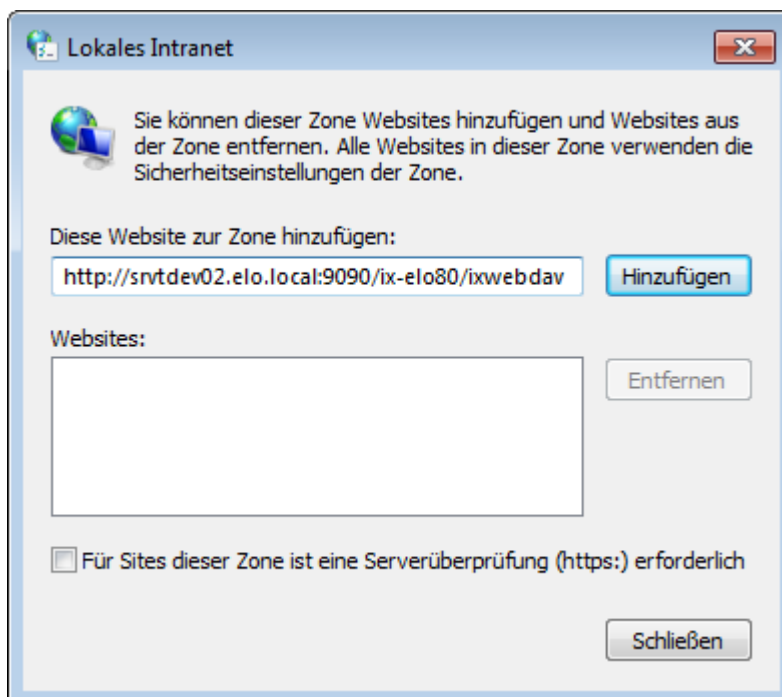 Lokales Intranet
Sie können dieser Zone Websites hinzufügen und Websites aus
der Zone entfernen. Alle Websites in dieser Zone verwenden die
Sicherheitseinstellungen der Zone.
Diese Website zur Zone hinzufügen:
http://srvtdev02.elo.local:9090/ix-elo80/ixwebdav
Hinzufügen
Websites:
Entfernen
Für Sites dieser Zone ist eine Serverüberprüfung (https:) erforderlich
Schließen